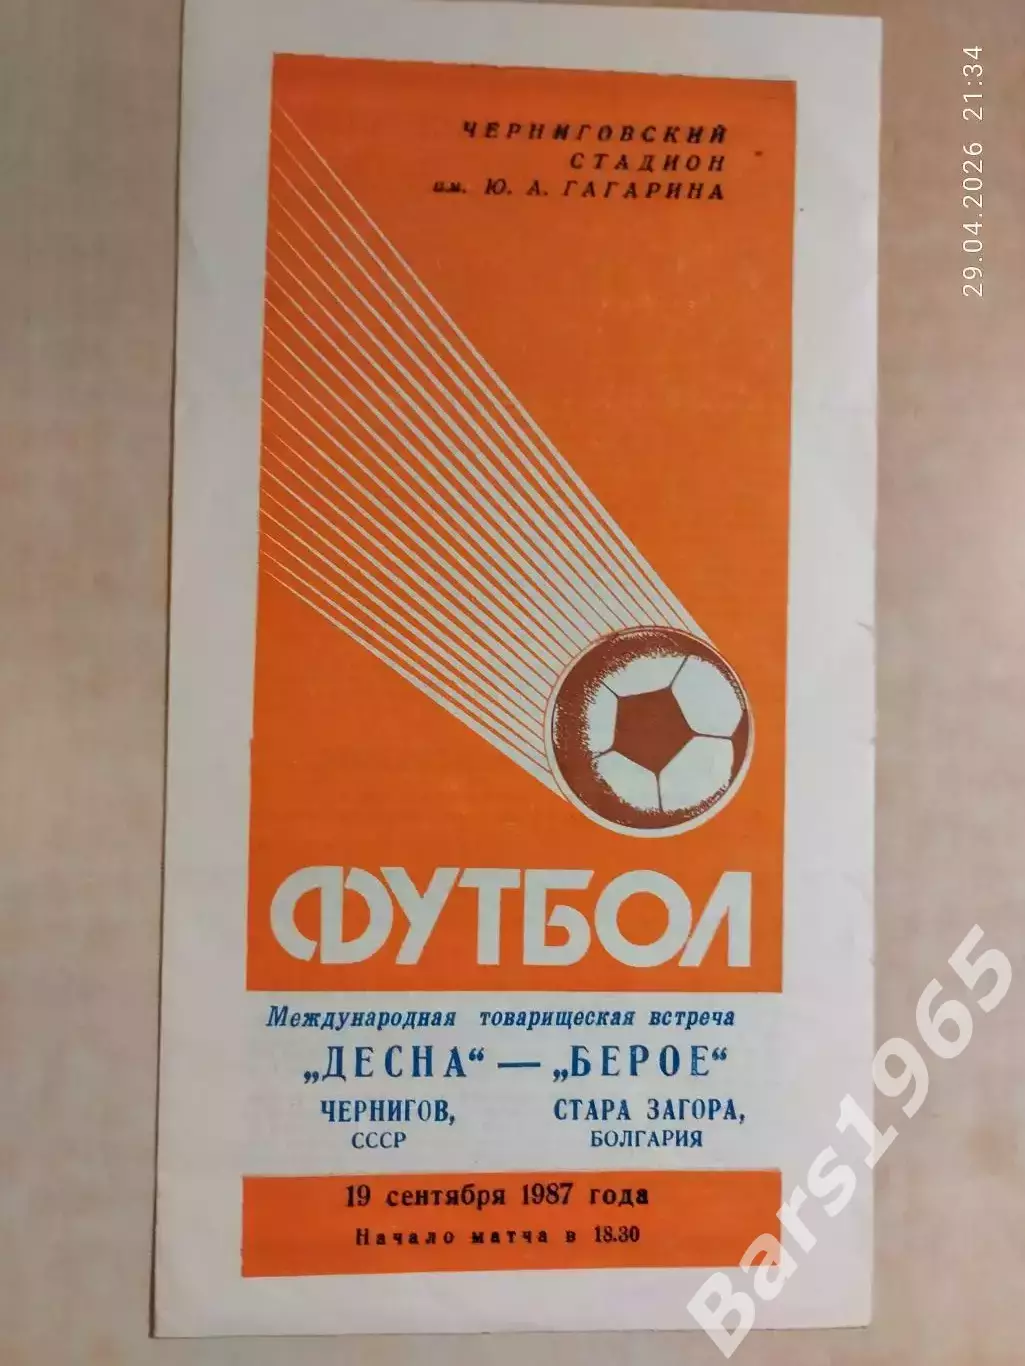 ЧЕРНИГОВСКИЙ
СТАДИОН
им. Ю. А. ГАГАРИНА
ФУТБОЛ
Международная товарищеская встреча
„ДЕСНА“ — „БЕРОЕ“
ЧЕРНИГОВ, СТАРА ЗАГОРА,
СССР БОЛГАРИЯ
19 сентября 1987 года
Начало матча в 18.30
29.04.2026 21:34
Bars1965